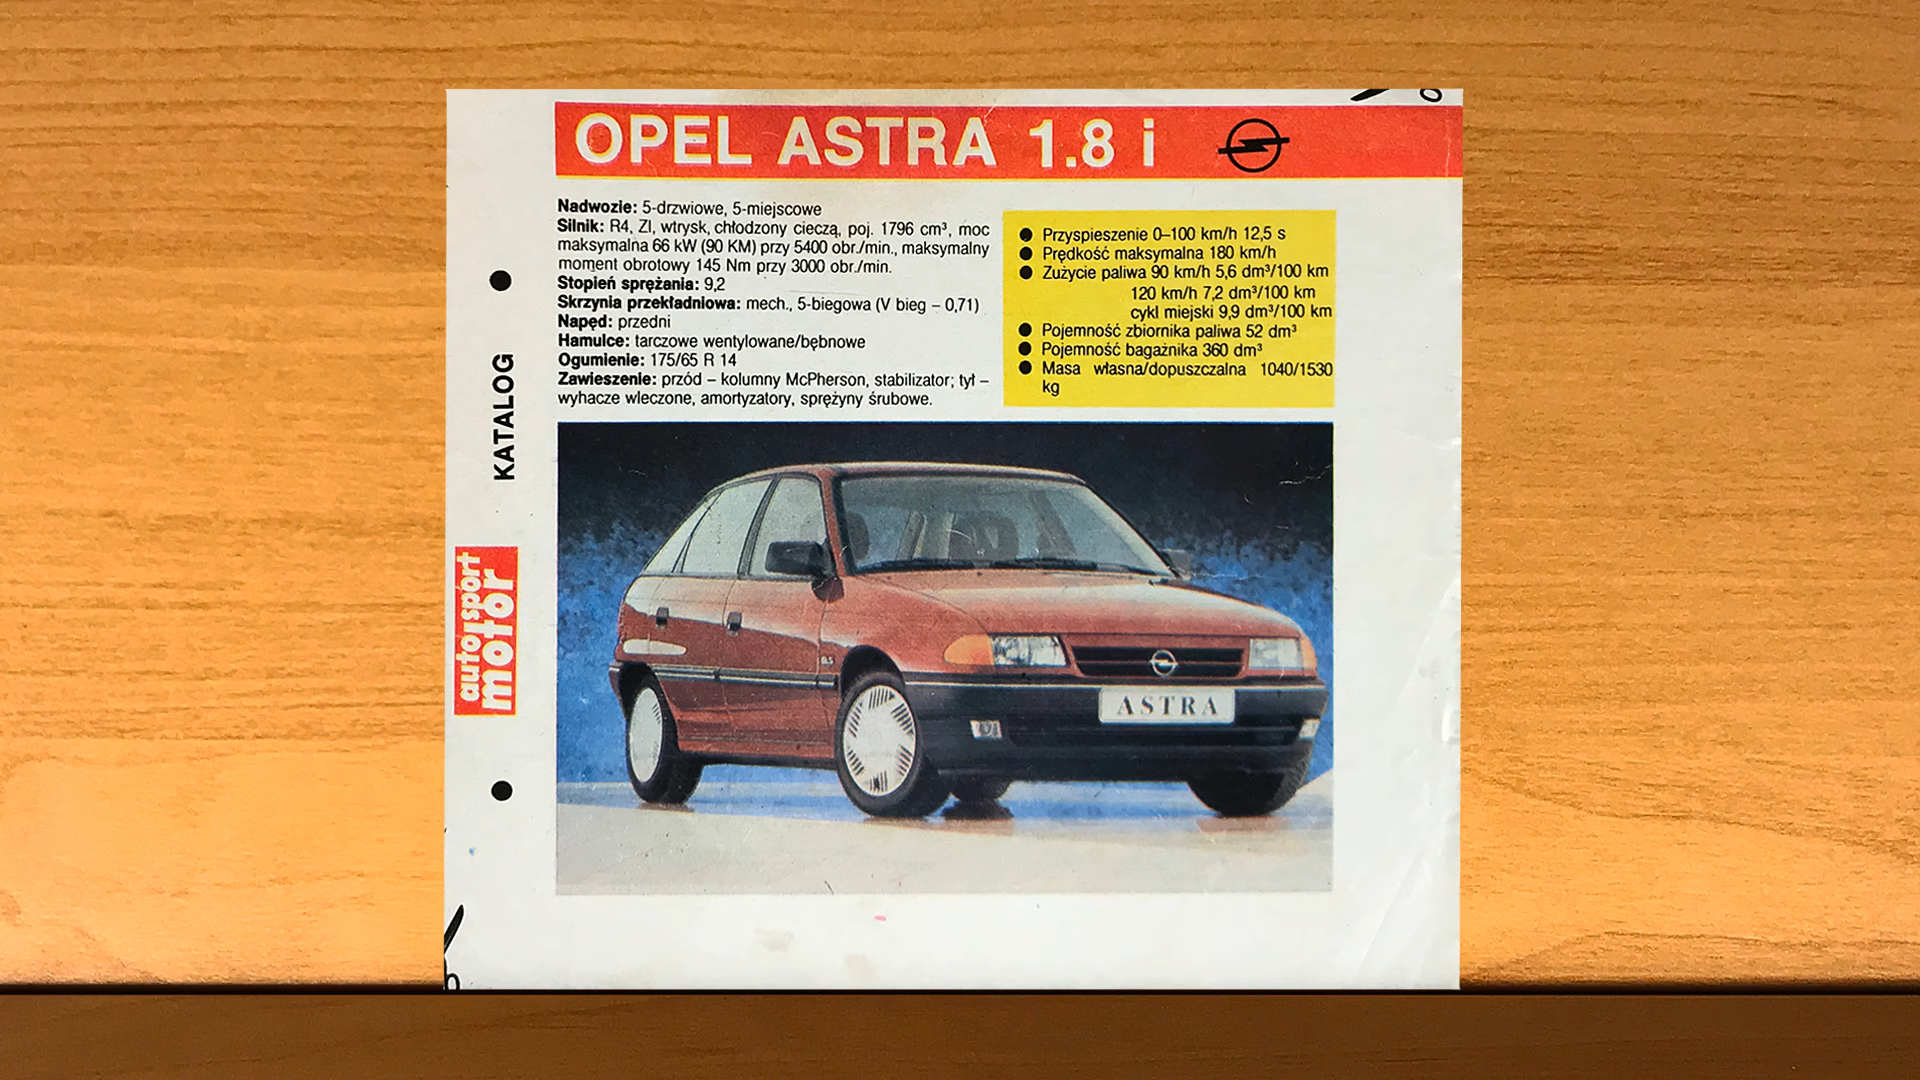 OPEL ASTRA 1.8 i
Nadwozie: 5-drzwiowe, 5-miejscowe
Silnik: R4, ZI, wtrysk, chłodzony cieczą, poj. 1796 cm³, moc
maksymalna 66 kW (90 KM) przy 5400 obr./min., maksymalny
moment obrotowy 145 Nm przy 3000 obr./min.
Stopień sprężania: 9,2
Skrzynia przekładniowa: mech., 5-biegowa (V bieg – 0,71)
Napęd: przedni
Hamulce: tarczowe wentylowane/bębnowe
Ogumienie: 175/65 R 14
Zawieszenie: przód – kolumny McPherson, stabilizator; tył –
wyhacze wleczone, amortyzatory, sprężyny śrubowe.
● Przyspieszenie 0–100 km/h 12,5 s
● Prędkość maksymalna 180 km/h
● Zużycie paliwa 90 km/h 5,6 dm³/100 km
120 km/h 7,2 dm³/100 km
cykl miejski 9,9 dm³/100 km
● Pojemność zbiornika paliwa 52 dm³
● Pojemność bagażnika 360 dm³
● Masa własna/dopuszczalna 1040/1530
kg
KATALOG
auto sport
motor
ASTRA